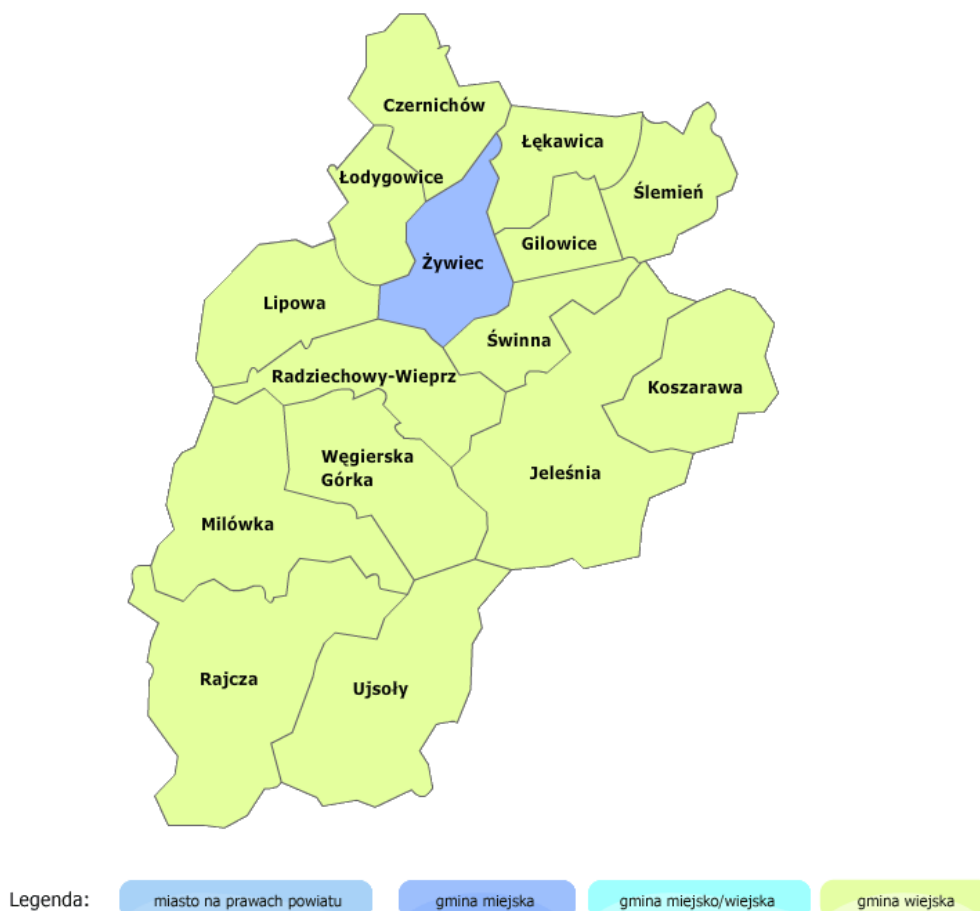 Czernichów
Łękawica
Łodygowice
Ślemień
Gilowice
Żywiec
Lipowa
Świnna
Radziechowy-Wieprz
Koszarawa
Węgierska
Górka
Jeleśnia
Milówka
Rajcza
Ujsoły
Legenda:
miasto na prawach powiatu
gmina miejska
gmina miejsko/wiejska
gmina wiejska